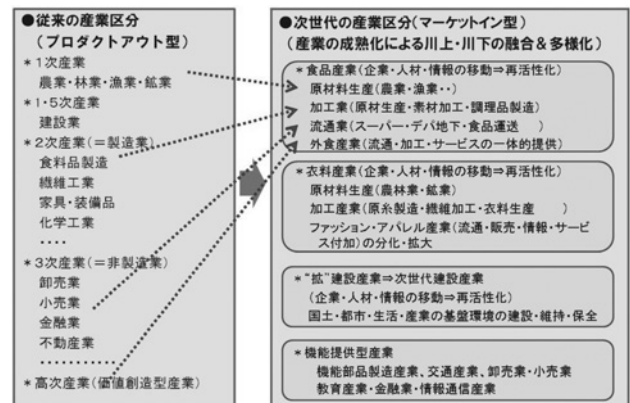 ●従来の産業区分
(プロダクトアウト型)
＊1次産業
農業・林業・漁業・鉱業
＊1・5次産業
建設業
＊2次産業(=製造業)
食料品製造
繊維工業
家具・装備品
化学工業
・・・・
＊3次産業(=非製造業)
卸売業
小売業
金融業
不動産業
・・・・
＊高次産業(価値創造型産業)
●次世代の産業区分(マーケットイン型)
(産業の成熟化による川上・川下の融合&多様化)
＊食品産業(企業・人材・情報の移動⇒再活性化)
原材料生産(農業・漁業・・)
加工業(原材生産・素材加工・調理品製造)
流通業(スーパー・デパ地下・食品運送 )
外食産業(流通・加工・サービスの一体的提供)
＊衣料産業(企業・人材・情報の移動⇒再活性化)
原材料生産(農林業・鉱業)
加工産業(原糸製造・繊維加工・衣料生産 )
ファッション・アパレル産業(流通・販売・情報・サービ
ス付加)の分化・拡大
＊“拡”建設産業⇒次世代建設産業
(企業・人材・情報の移動⇒再活性化)
国土・都市・生活・産業の基盤環境の建設・維持・保全
＊機能提供型産業
機能部品製造産業、交通産業、卸売業・小売業
教育産業・金融業・情報通信産業